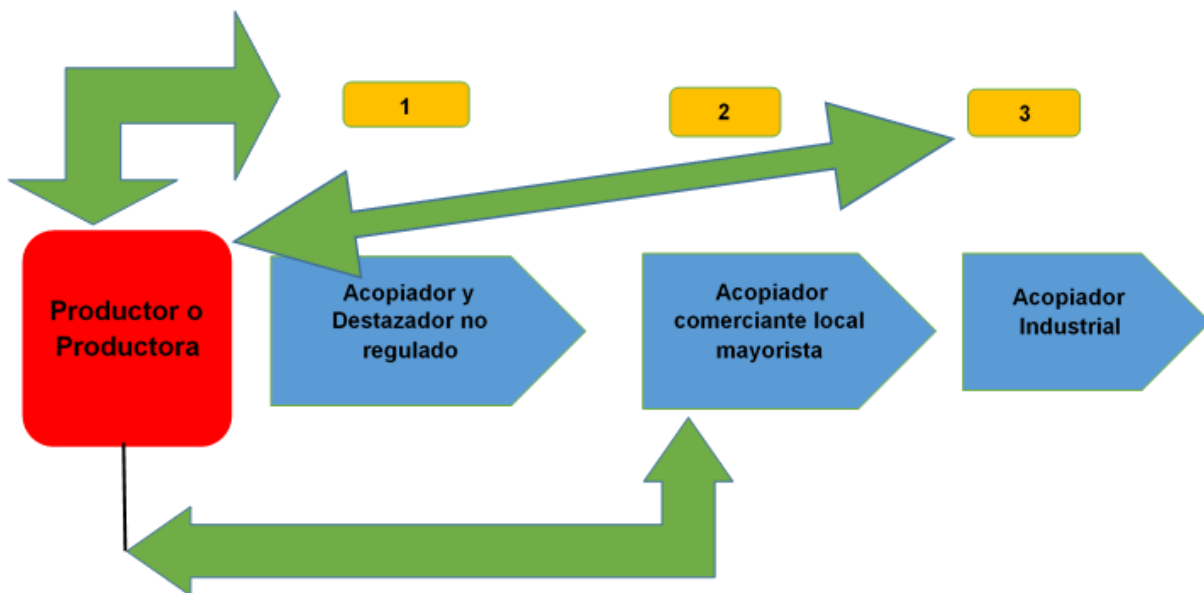 1
2
3
Productor o
Productora
Acopiador y
Destazador no
regulado
Acopiador
comerciante local
mayorista
Acopiador
Industrial